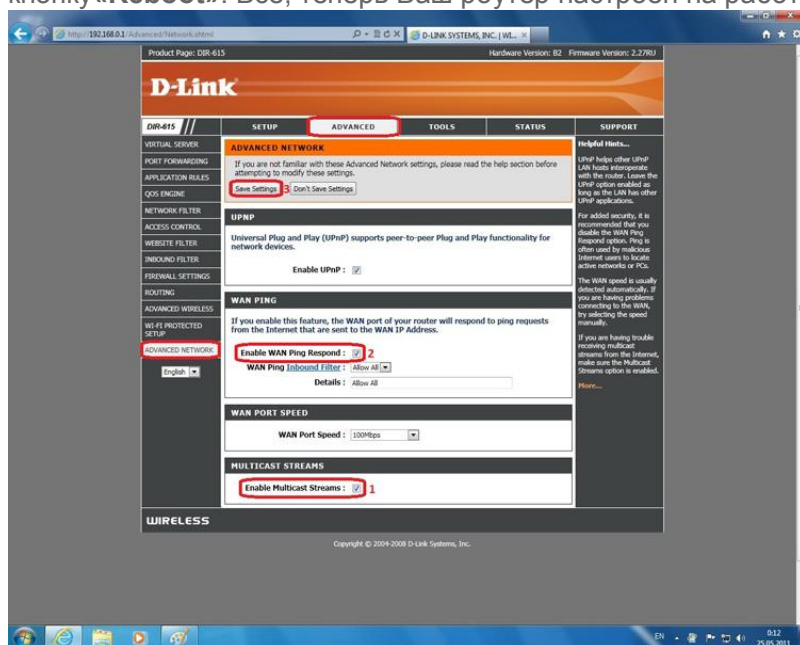 кнопку «Reboot». Все, теперь Ваш роутер настроен на работ
http://192.168.0.1/Advanced/Network.shtml
D-LINK SYSTEMS, INC. | WL...
Product Page: DIR-615
Hardware Version: B2 Firmware Version: 2.27RU
D-Link
DIR-615
SETUP
ADVANCED
TOOLS
STATUS
SUPPORT
VIRTUAL SERVER
PORT FORWARDING
APPLICATION RULES
QOS ENGINE
NETWORK FILTER
ACCESS CONTROL
WEBSITE FILTER
INBOUND FILTER
FIREWALL SETTINGS
ROUTING
ADVANCED WIRELESS
WI-FI PROTECTED
SETUP
ADVANCED NETWORK
English
ADVANCED NETWORK
If you are not familiar with these Advanced Network settings, please read the help section before
attempting to modify these settings.
Save Settings 3 Don't Save Settings
UPNP
Universal Plug and Play (UPnP) supports peer-to-peer Plug and Play functionality for
network devices.
Enable UPnP :
WAN PING
If you enable this feature, the WAN port of your router will respond to ping requests
from the Internet that are sent to the WAN IP Address.
Enable WAN Ping Respond : 2
WAN Ping Inbound Filter : Allow All
Details : Allow All
WAN PORT SPEED
WAN Port Speed : 100Mbps
MULTICAST STREAMS
Enable Multicast Streams : 1
Helpful Hints...
UPnP helps other UPnP
LAN hosts interoperate
with the router. Leave the
UPnP option enabled as
long as the LAN has other
UPnP applications.
For added security, it is
recommended that you
disable the WAN Ping
Respond option. Ping is
often used by malicious
Internet users to locate
active networks or PCs.
The WAN speed is usually
detected automatically. If
you are having problems
connecting to the WAN,
try selecting the speed
manually.
If you are having trouble
receiving multicast
streams from the Internet,
make sure the Multicast
Streams option is enabled.
More...
WIRELESS
Copyright © 2004-2008 D-Link Systems, Inc.
EN
0:12
25.05.2011